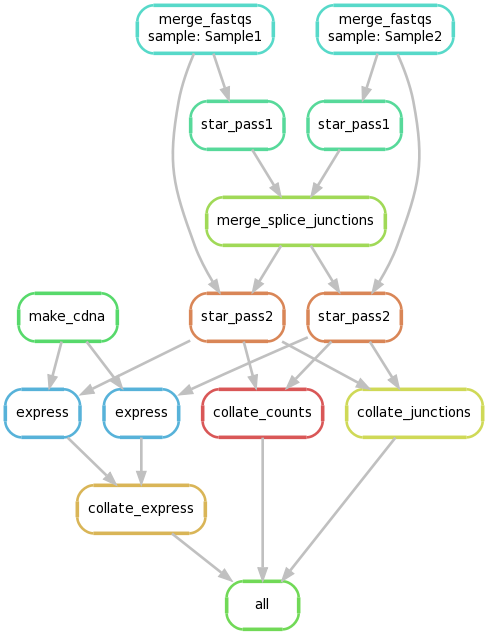 merge_fastqs
sample: Sample1
merge_fastqs
sample: Sample2
star_pass1
star_pass1
merge_splice_junctions
make_cdna
star_pass2
star_pass2
express
express
collate_counts
collate_junctions
collate_express
all